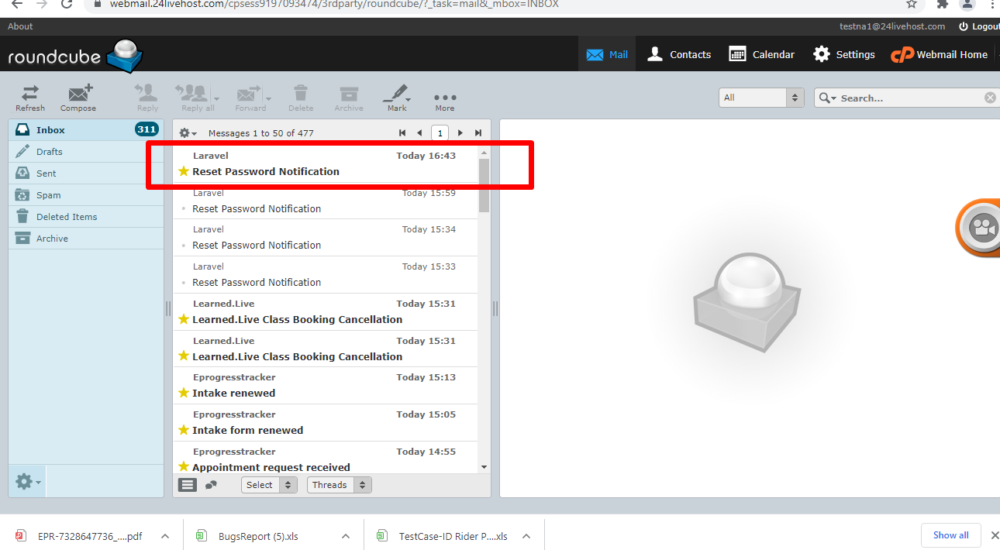 webmail.24livehost.com/cpsess9197093474/3rdparty/roundcube/?_task=mail&_mbox=INBOX
About
testna1@24livehost.com
Logout
roundcube
Mail
Contacts
Calendar
Settings
cP Webmail Home
Refresh
Compose
Reply
Reply all
Forward
Delete
Archive
Mark
More
All
Search...
Inbox
311
Drafts
Sent
Spam
Deleted Items
Archive
Messages 1 to 50 of 477
1
Laravel Today 16:43
Reset Password Notification
Laravel Today 15:59
Reset Password Notification
Laravel Today 15:34
Reset Password Notification
Laravel Today 15:33
Reset Password Notification
Learned.Live Today 15:31
Learned.Live Class Booking Cancellation
Learned.Live Today 15:31
Learned.Live Class Booking Cancellation
Eprogresstracker Today 15:13
Intake renewed
Eprogresstracker Today 15:05
Intake form renewed
Eprogresstracker Today 14:55
Appointment request received
Select
Threads
EPR-7328647736_....pdf
BugsReport (5).xls
TestCase-ID Rider P....xls
Show all